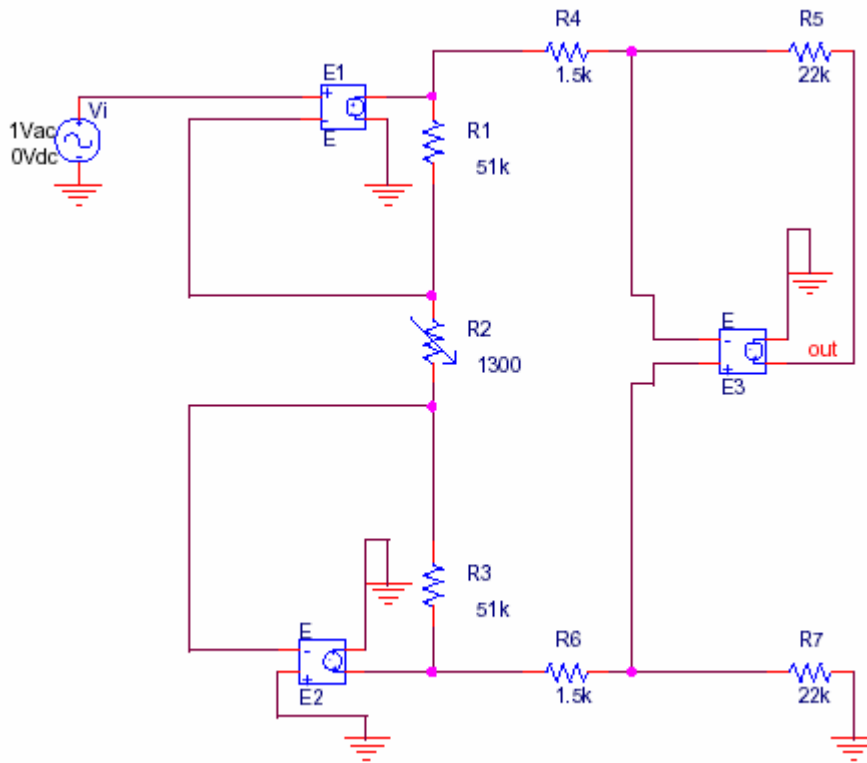 R4
1.5k
R5
22k
E1
E
Vi
1Vac
0Vdc
R1
51k
R2
1300
E
E3
out
R3
51k
E
E2
R6
1.5k
R7
22k